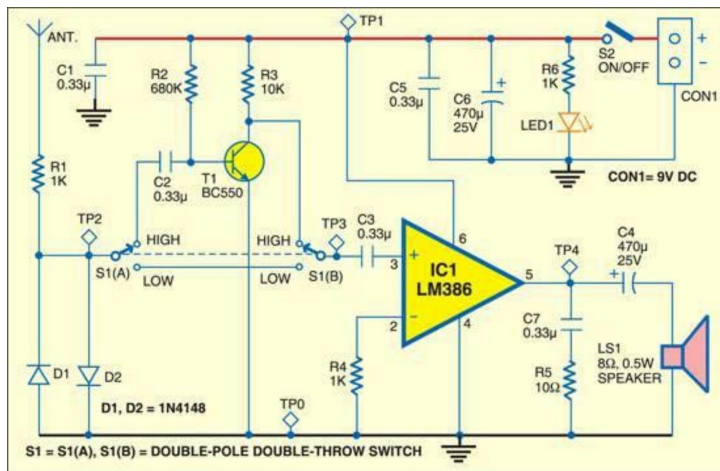 TP1
ANT.
C1
0.33µ
R2
680K
R3
10K
C5
0.33µ
C6
470µ
25V
R6
1K
LED1
S2
ON/OFF
+
-
CON1
CON1= 9V DC
R1
1K
C2
0.33µ
T1
BC550
TP2
HIGH
LOW
S1(A)
HIGH
LOW
S1(B)
TP3
C3
0.33µ
3
+
6
IC1
LM386
5
2
−
4
TP4
C4
470µ
25V
+
C7
0.33µ
R4
1K
R5
10Ω
LS1
8Ω, 0.5W
SPEAKER
D1
D2
D1, D2 = 1N4148
TP0
S1 = S1(A), S1(B) = DOUBLE-POLE DOUBLE-THROW SWITCH
+